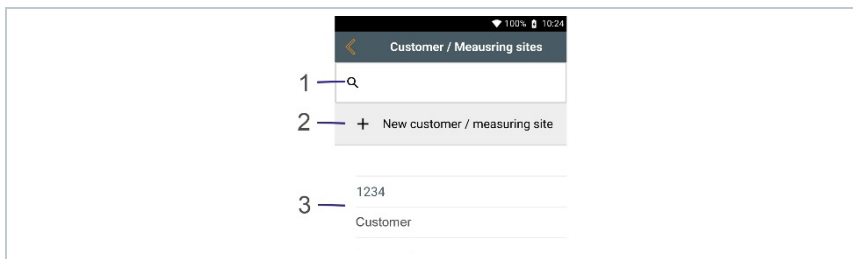 100% 10:24
Customer / Meausring sites
1
2
New customer / measuring site
1234
3
Customer